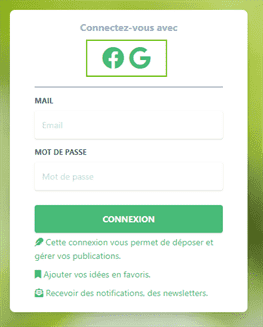 Connectez-vous avec
MAIL
Email
MOT DE PASSE
Mot de passe
CONNEXION
Cette connexion vous permet de déposer et
gérer vos publications.
Ajouter vos idées en favoris.
Recevoir des notifications, des newsletters.